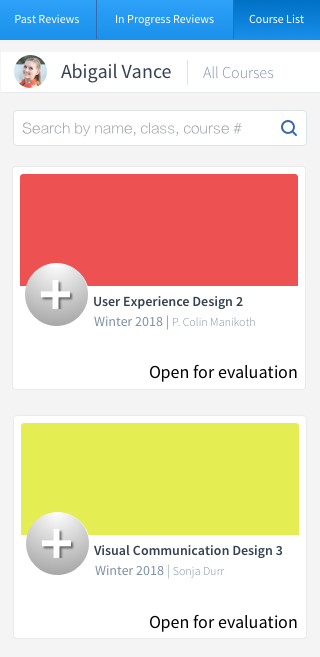 Past Reviews
In Progress Reviews
Course List
Abigail Vance
All Courses
Search by name, class, course #
User Experience Design 2
Winter 2018 | P. Colin Manikoth
Open for evaluation
Visual Communication Design 3
Winter 2018 | Sonja Durr
Open for evaluation